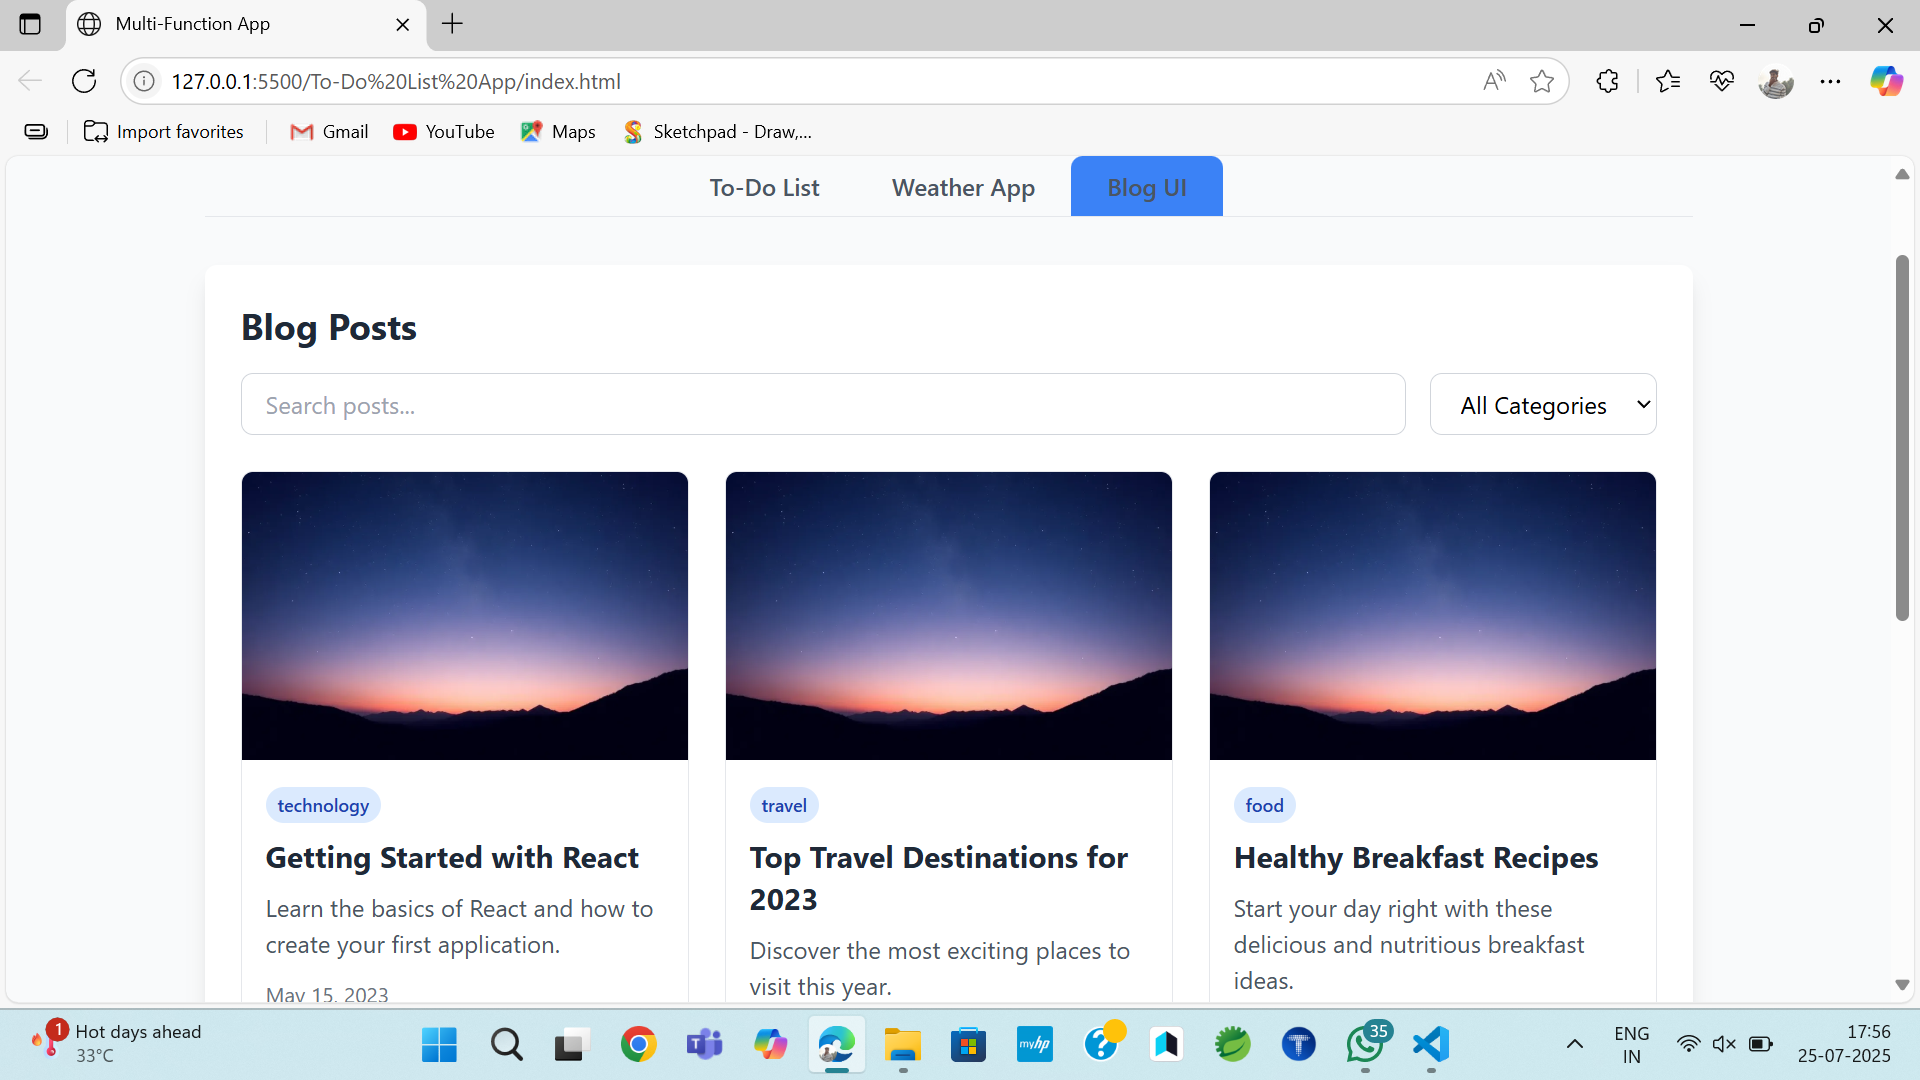 Multi-Function App
127.0.0.1:5500/To-Do%20List%20App/index.html
Import favorites
Gmail
YouTube
Maps
Sketchpad - Draw,...
To-Do List
Weather App
Blog UI
Blog Posts
Search posts...
All Categories
technology
Getting Started with React
Learn the basics of React and how to
create your first application.
May 15, 2023
travel
Top Travel Destinations for
2023
Discover the most exciting places to
visit this year.
food
Healthy Breakfast Recipes
Start your day right with these
delicious and nutritious breakfast
ideas.
1
Hot days ahead
33°C
myhp
35
ENG
IN
17:56
25-07-2025